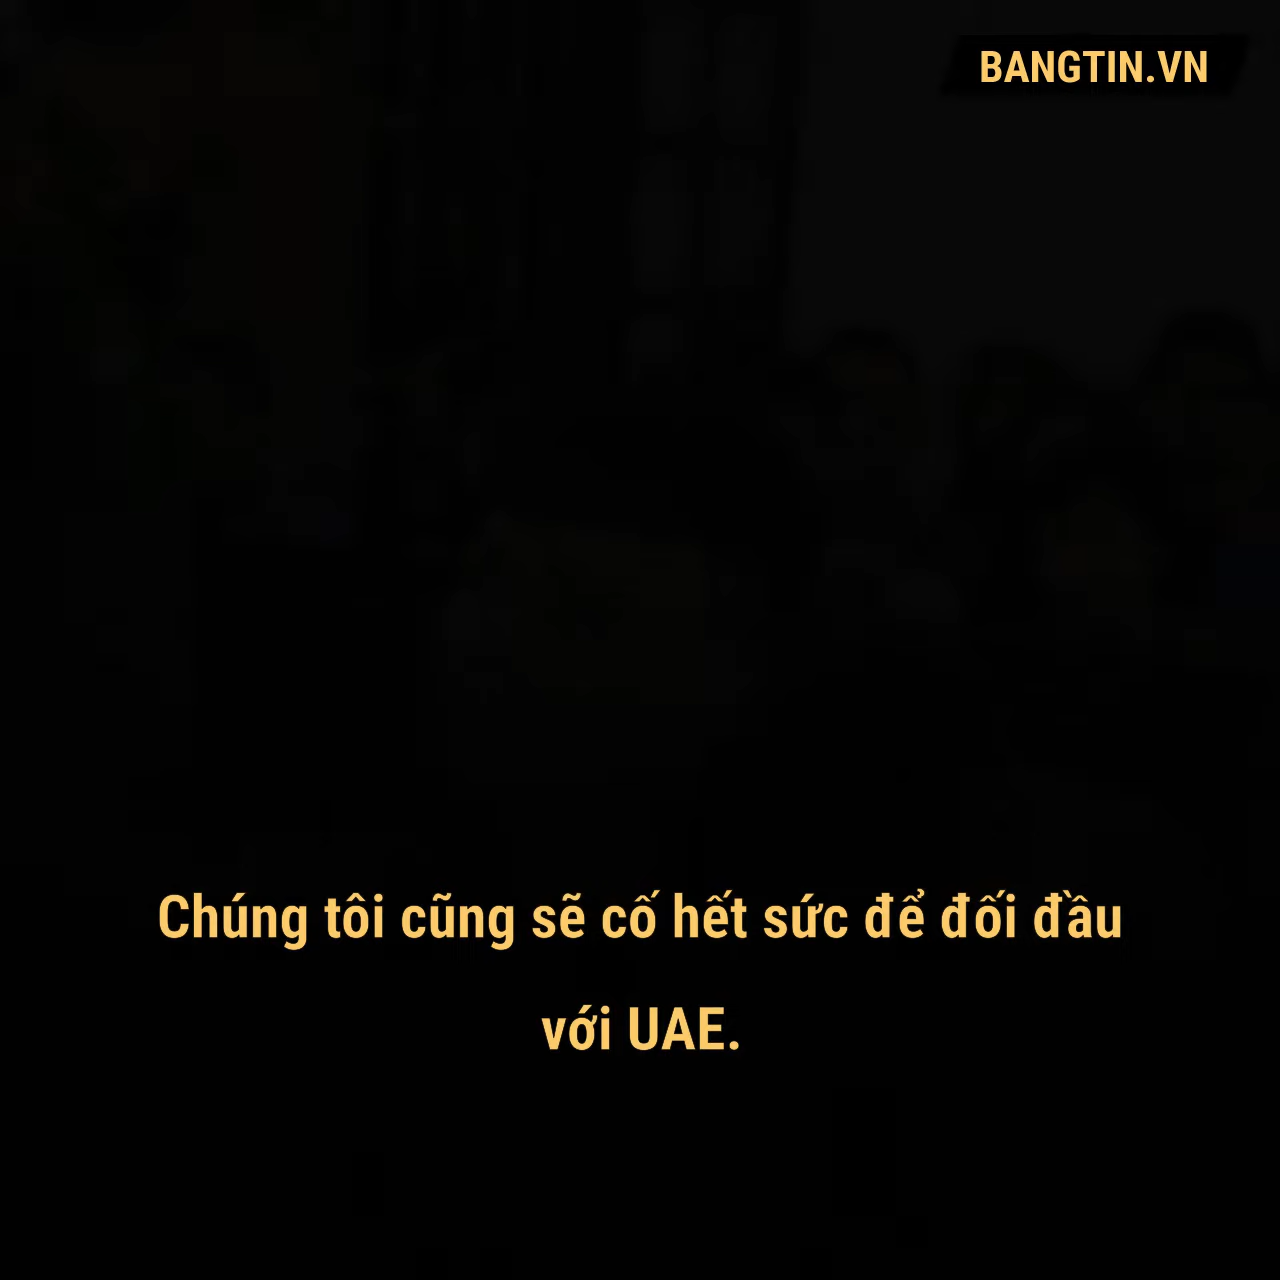 BANGTIN.VN
Chúng tôi cũng sẽ cố hết sức để đối đầu
với UAE.